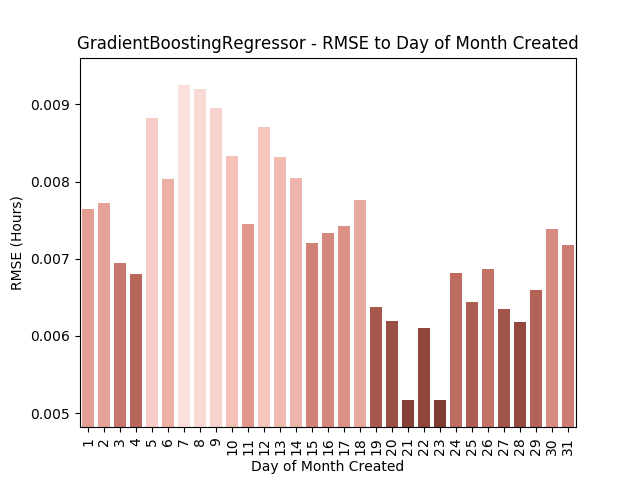 GradientBoostingRegressor - RMSE to Day of Month Created
0.009
0.008
0.007
0.006
0.005
RMSE (Hours)
1 2 3 4 5 6 7 8 9 10 11 12 13 14 15 16 17 18 19 20 21 22 23 24 25 26 27 28 29 30 31
Day of Month Created